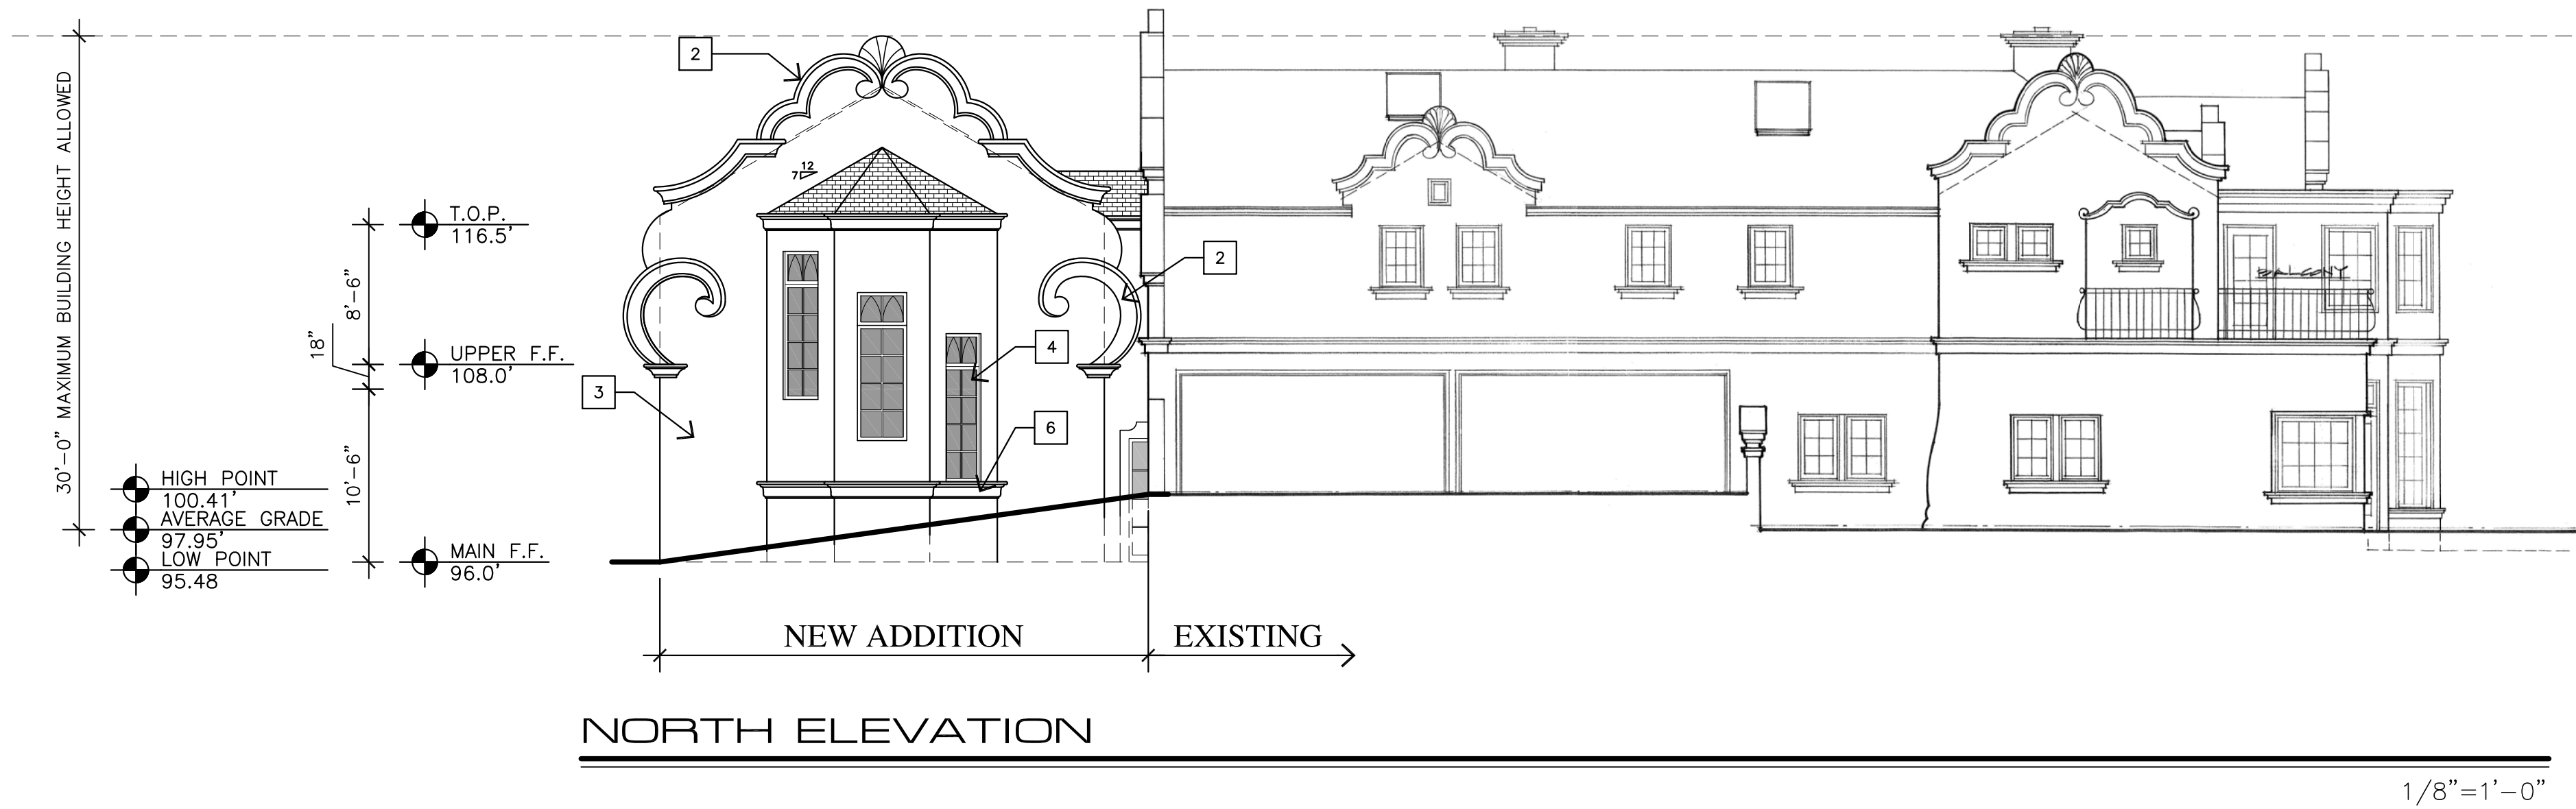 30'-0" MAXIMUM BUILDING HEIGHT ALLOWED
HIGH POINT
100.41'
AVERAGE GRADE
97.95'
LOW POINT
95.48
18"
8'-6"
10'-6"
T.O.P.
116.5'
UPPER F.F.
108.0'
MAIN F.F.
96.0'
2
12
7
2
4
3
6
BALCONY
NEW ADDITION
EXISTING
NORTH ELEVATION
1/8"=1'-0"